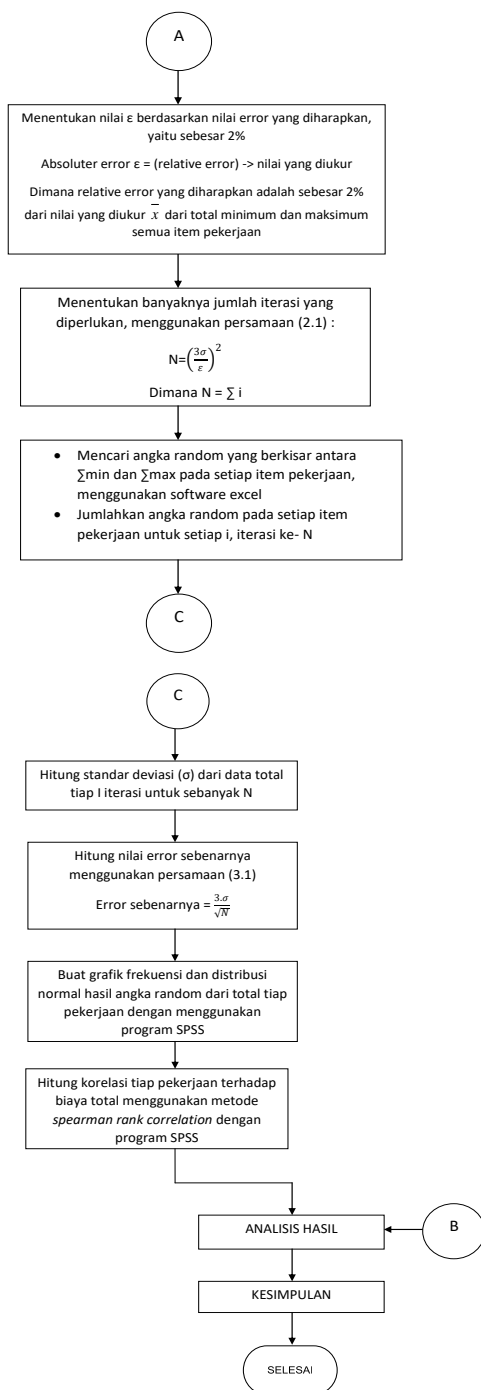 A
Menentukan nilai ε berdasarkan nilai error yang diharapkan,
yaitu sebesar 2%
Absoluter error ε = (relative error) -> nilai yang diukur
Dimana relative error yang diharapkan adalah sebesar 2%
dari nilai yang diukur x̅ dari total minimum dan maksimum
semua item pekerjaan
Menentukan banyaknya jumlah iterasi yang
diperlukan, menggunakan persamaan (2.1) :
N=(3σ/ε)²
Dimana N = ∑ i
• Mencari angka random yang berkisar antara
∑min dan ∑max pada setiap item pekerjaan,
menggunakan software excel
• Jumlahkan angka random pada setiap item
pekerjaan untuk setiap i, iterasi ke- N
C
C
Hitung standar deviasi (σ) dari data total
tiap I iterasi untuk sebanyak N
Hitung nilai error sebenarnya
menggunakan persamaan (3.1)
Error sebenarnya = 3.σ/√N
Buat grafik frekuensi dan distribusi
normal hasil angka random dari total tiap
pekerjaan dengan menggunakan
program SPSS
Hitung korelasi tiap pekerjaan terhadap
biaya total menggunakan metode
spearman rank correlation dengan
program SPSS
ANALISIS HASIL
B
KESIMPULAN
SELESAI